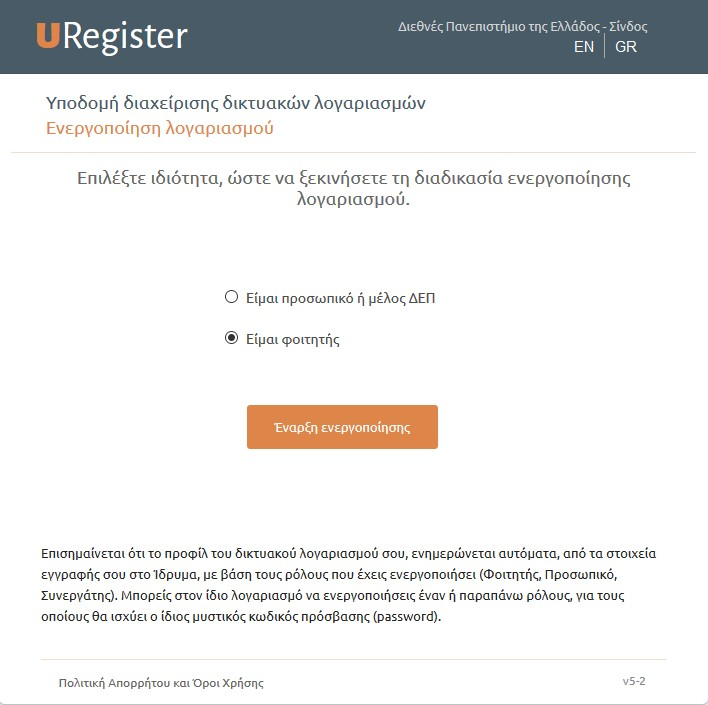 URegister
Διεθνές Πανεπιστήμιο της Ελλάδος - Σίνδος
EN GR
Υποδομή διαχείρισης δικτυακών λογαριασμών
Ενεργοποίηση λογαριασμού
Επιλέξτε ιδιότητα, ώστε να ξεκινήσετε τη διαδικασία ενεργοποίησης
λογαριασμού.
Είμαι προσωπικό ή μέλος ΔΕΠ
Είμαι φοιτητής
Έναρξη ενεργοποίησης
Επισημαίνεται ότι το προφίλ του δικτυακού λογαριασμού σου, ενημερώνεται αυτόματα, από τα στοιχεία
εγγραφής σου στο Ίδρυμα, με βάση τους ρόλους που έχεις ενεργοποιήσει (Φοιτητής, Προσωπικό,
Συνεργάτης). Μπορείς στον ίδιο λογαριασμό να ενεργοποιήσεις έναν ή παραπάνω ρόλους, για τους
οποίους θα ισχύει ο ίδιος μυστικός κωδικός πρόσβασης (password).
Πολιτική Απορρήτου και Όροι Χρήσης
v5-2